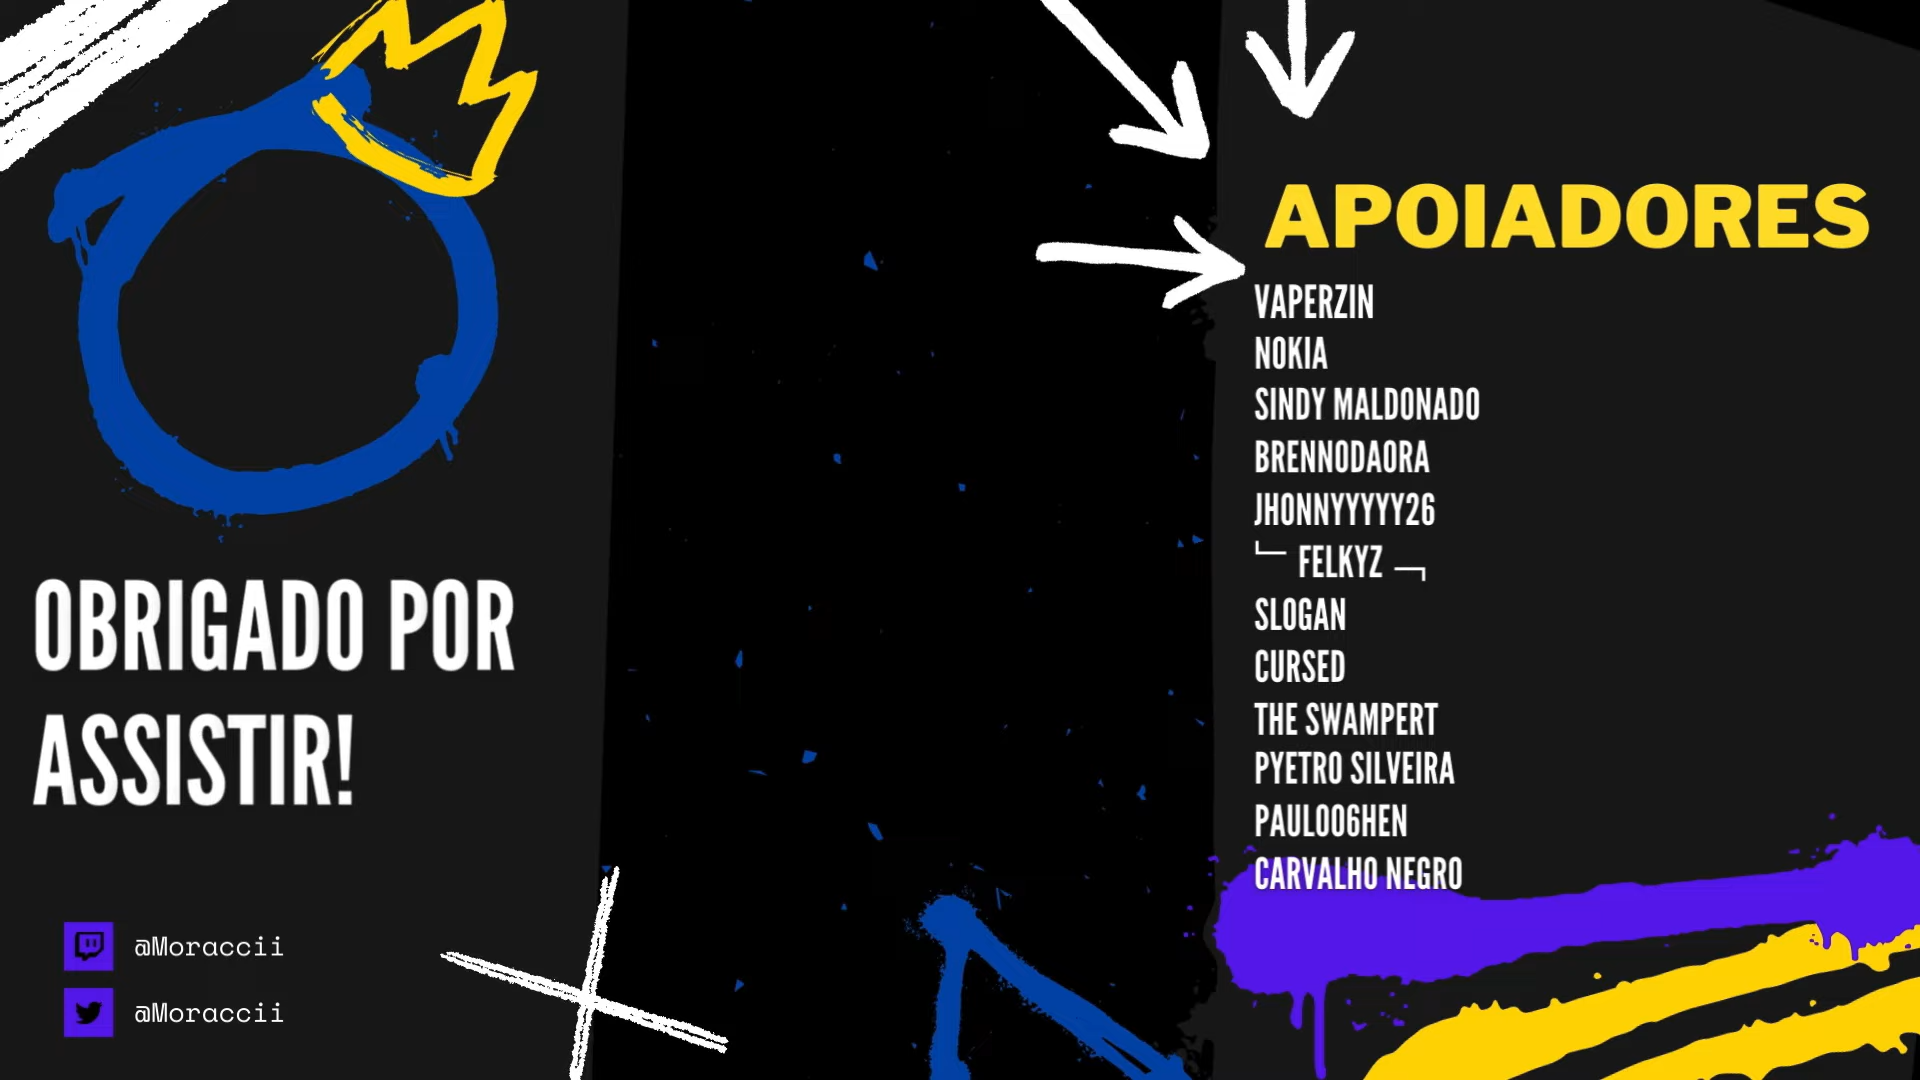 OBRIGADO POR
ASSISTIR!
@Moraccii
@Moraccii
APOIADORES
VAPERZIN
NOKIA
SINDY MALDONADO
BRENNODAORA
JHONNYYYYY26
╘═ FELKYZ ═╕
SLOGAN
CURSED
THE SWAMPERT
PYETRO SILVEIRA
PAULOO6HEN
CARVALHO NEGRO